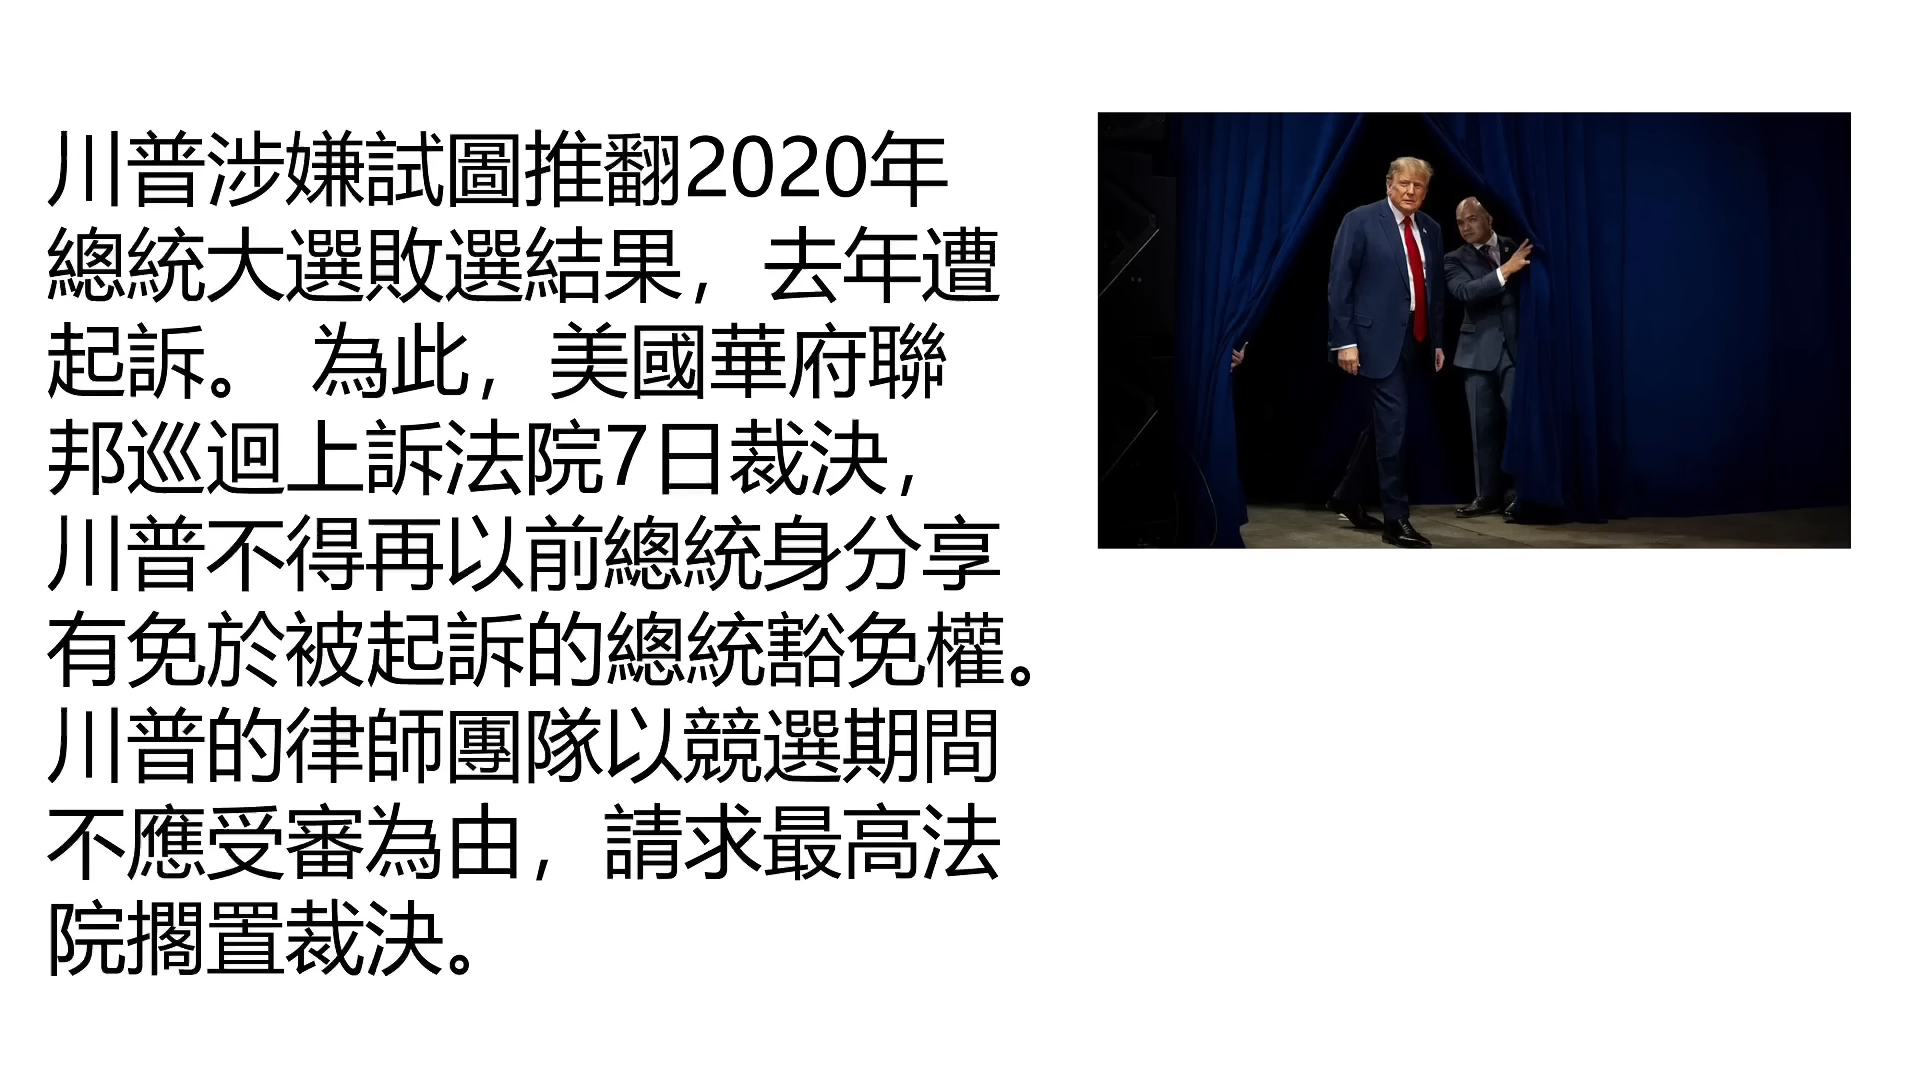 川普涉嫌試圖推翻2020年
總統大選敗選結果，去年遭
起訴。 為此，美國華府聯
邦巡迴上訴法院7日裁決，
川普不得再以前總統身分享
有免於被起訴的總統豁免權。
川普的律師團隊以競選期間
不應受審為由，請求最高法
院擱置裁決。